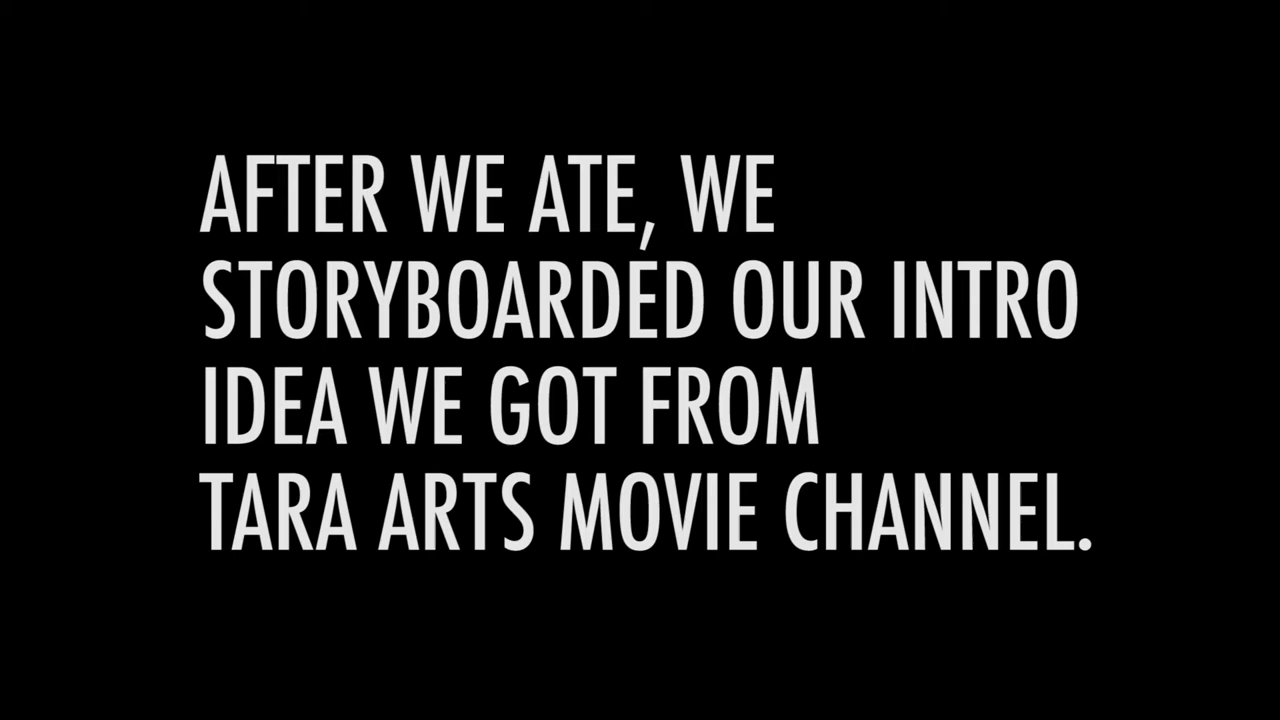 AFTER WE ATE, WE
STORYBOARDED OUR INTRO
IDEA WE GOT FROM
TARA ARTS MOVIE CHANNEL.